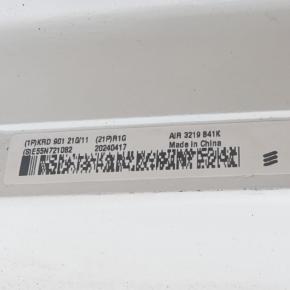 (1P)KRD 901 210/11 (21P)R1G AIR 3219 B41K
(S)E55N721082 20240417 Made in China